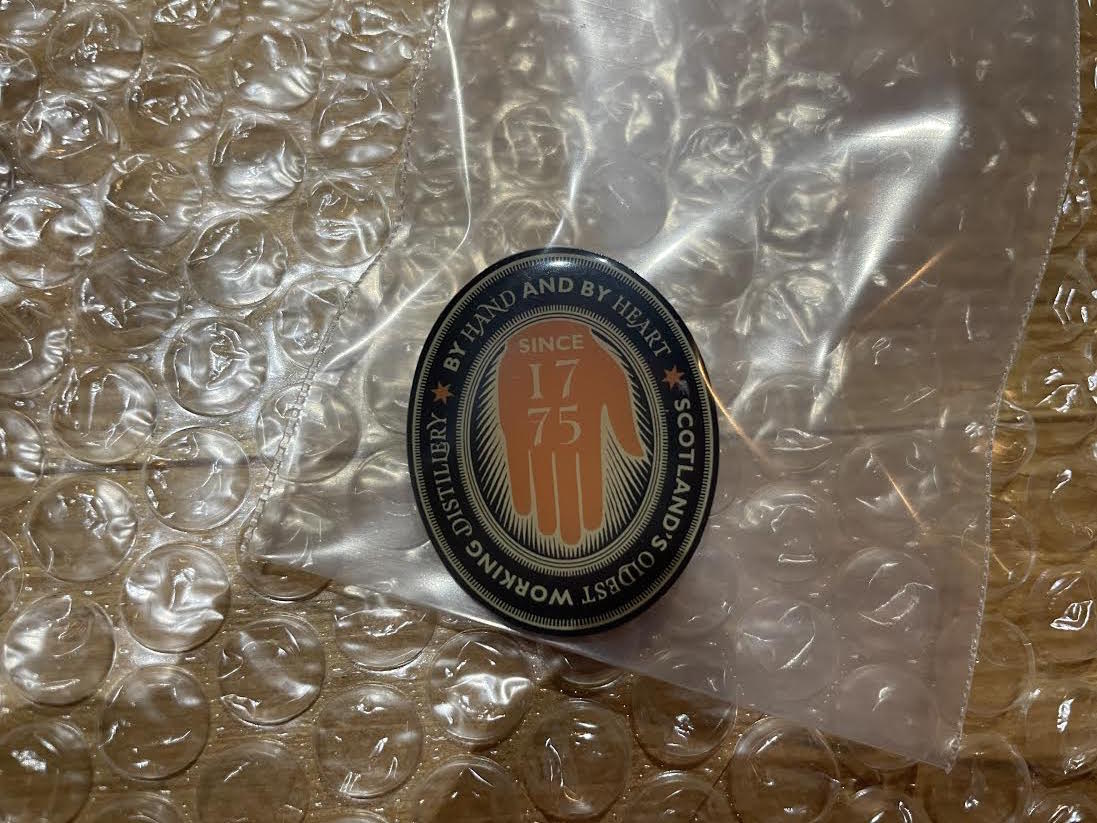 BY HAND AND BY HEART
SCOTLAND'S OLDEST WORKING DISTILLERY
SINCE
17
75